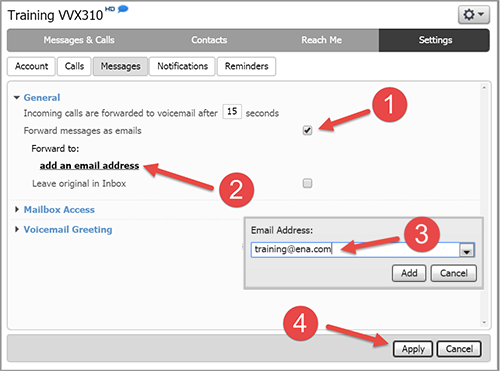 Training VVX310 HD
Messages & Calls Contacts Reach Me Settings
Account Calls Messages Notifications Reminders
General
Incoming calls are forwarded to voicemail after 15 seconds
1
Forward messages as emails
Forward to:
add an email address
2
Leave original in Inbox
Mailbox Access
Voicemail Greeting
Email Address:
3
training@ena.com
Add Cancel
4
Apply Cancel